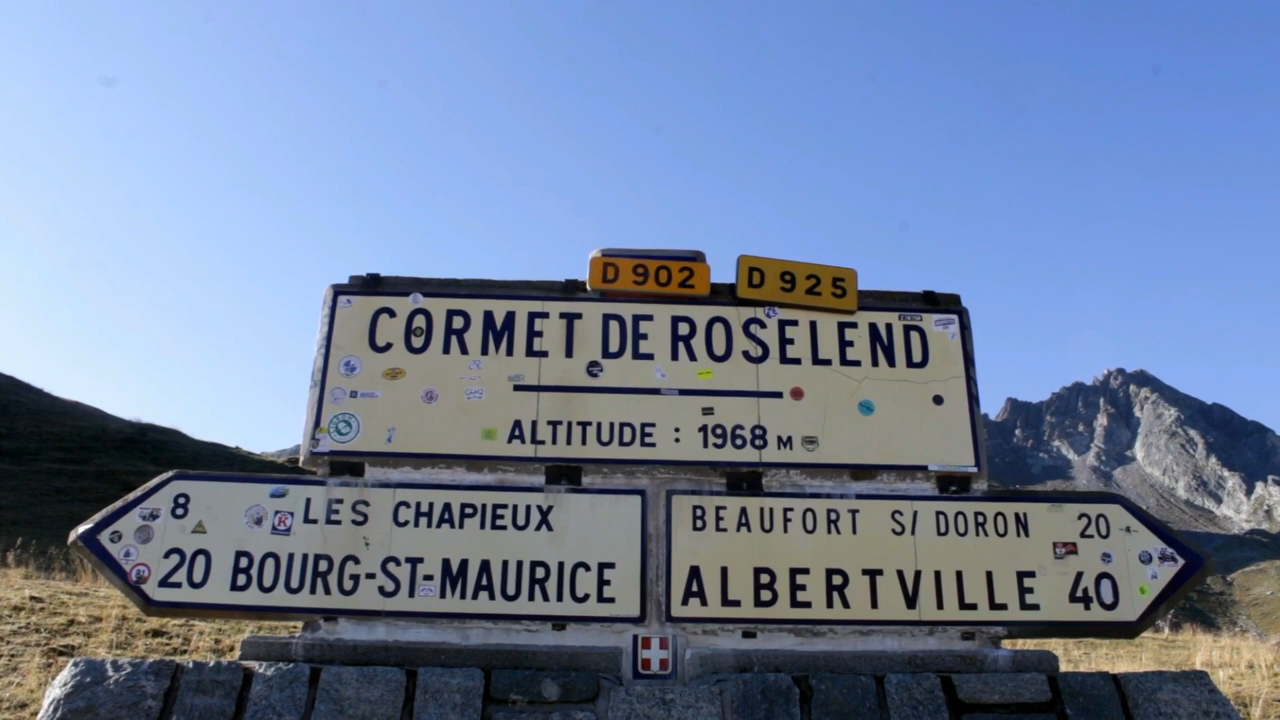 D 902
D 925
CORMET DE ROSELEND
ALTITUDE : 1968 M
8 LES CHAPIEUX
20 BOURG-ST-MAURICE
BEAUFORT S/ DORON 20
ALBERTVILLE 40